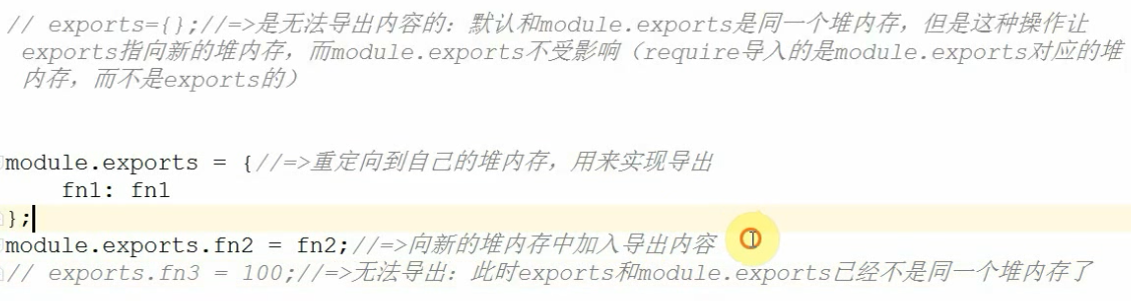 // exports={};//=>是无法导出内容的：默认和module.exports是同一个堆内存，但是这种操作让
exports指向新的堆内存，而module.exports不受影响（require导入的是module.exports对应的堆
内存，而不是exports的）
module.exports = {//=>重定向到自己的堆内存，用来实现导出
fn1: fn1
};
module.exports.fn2 = fn2;//=>向新的堆内存中加入导出内容
// exports.fn3 = 100;//=>无法导出：此时exports和module.exports已经不是同一个堆内存了